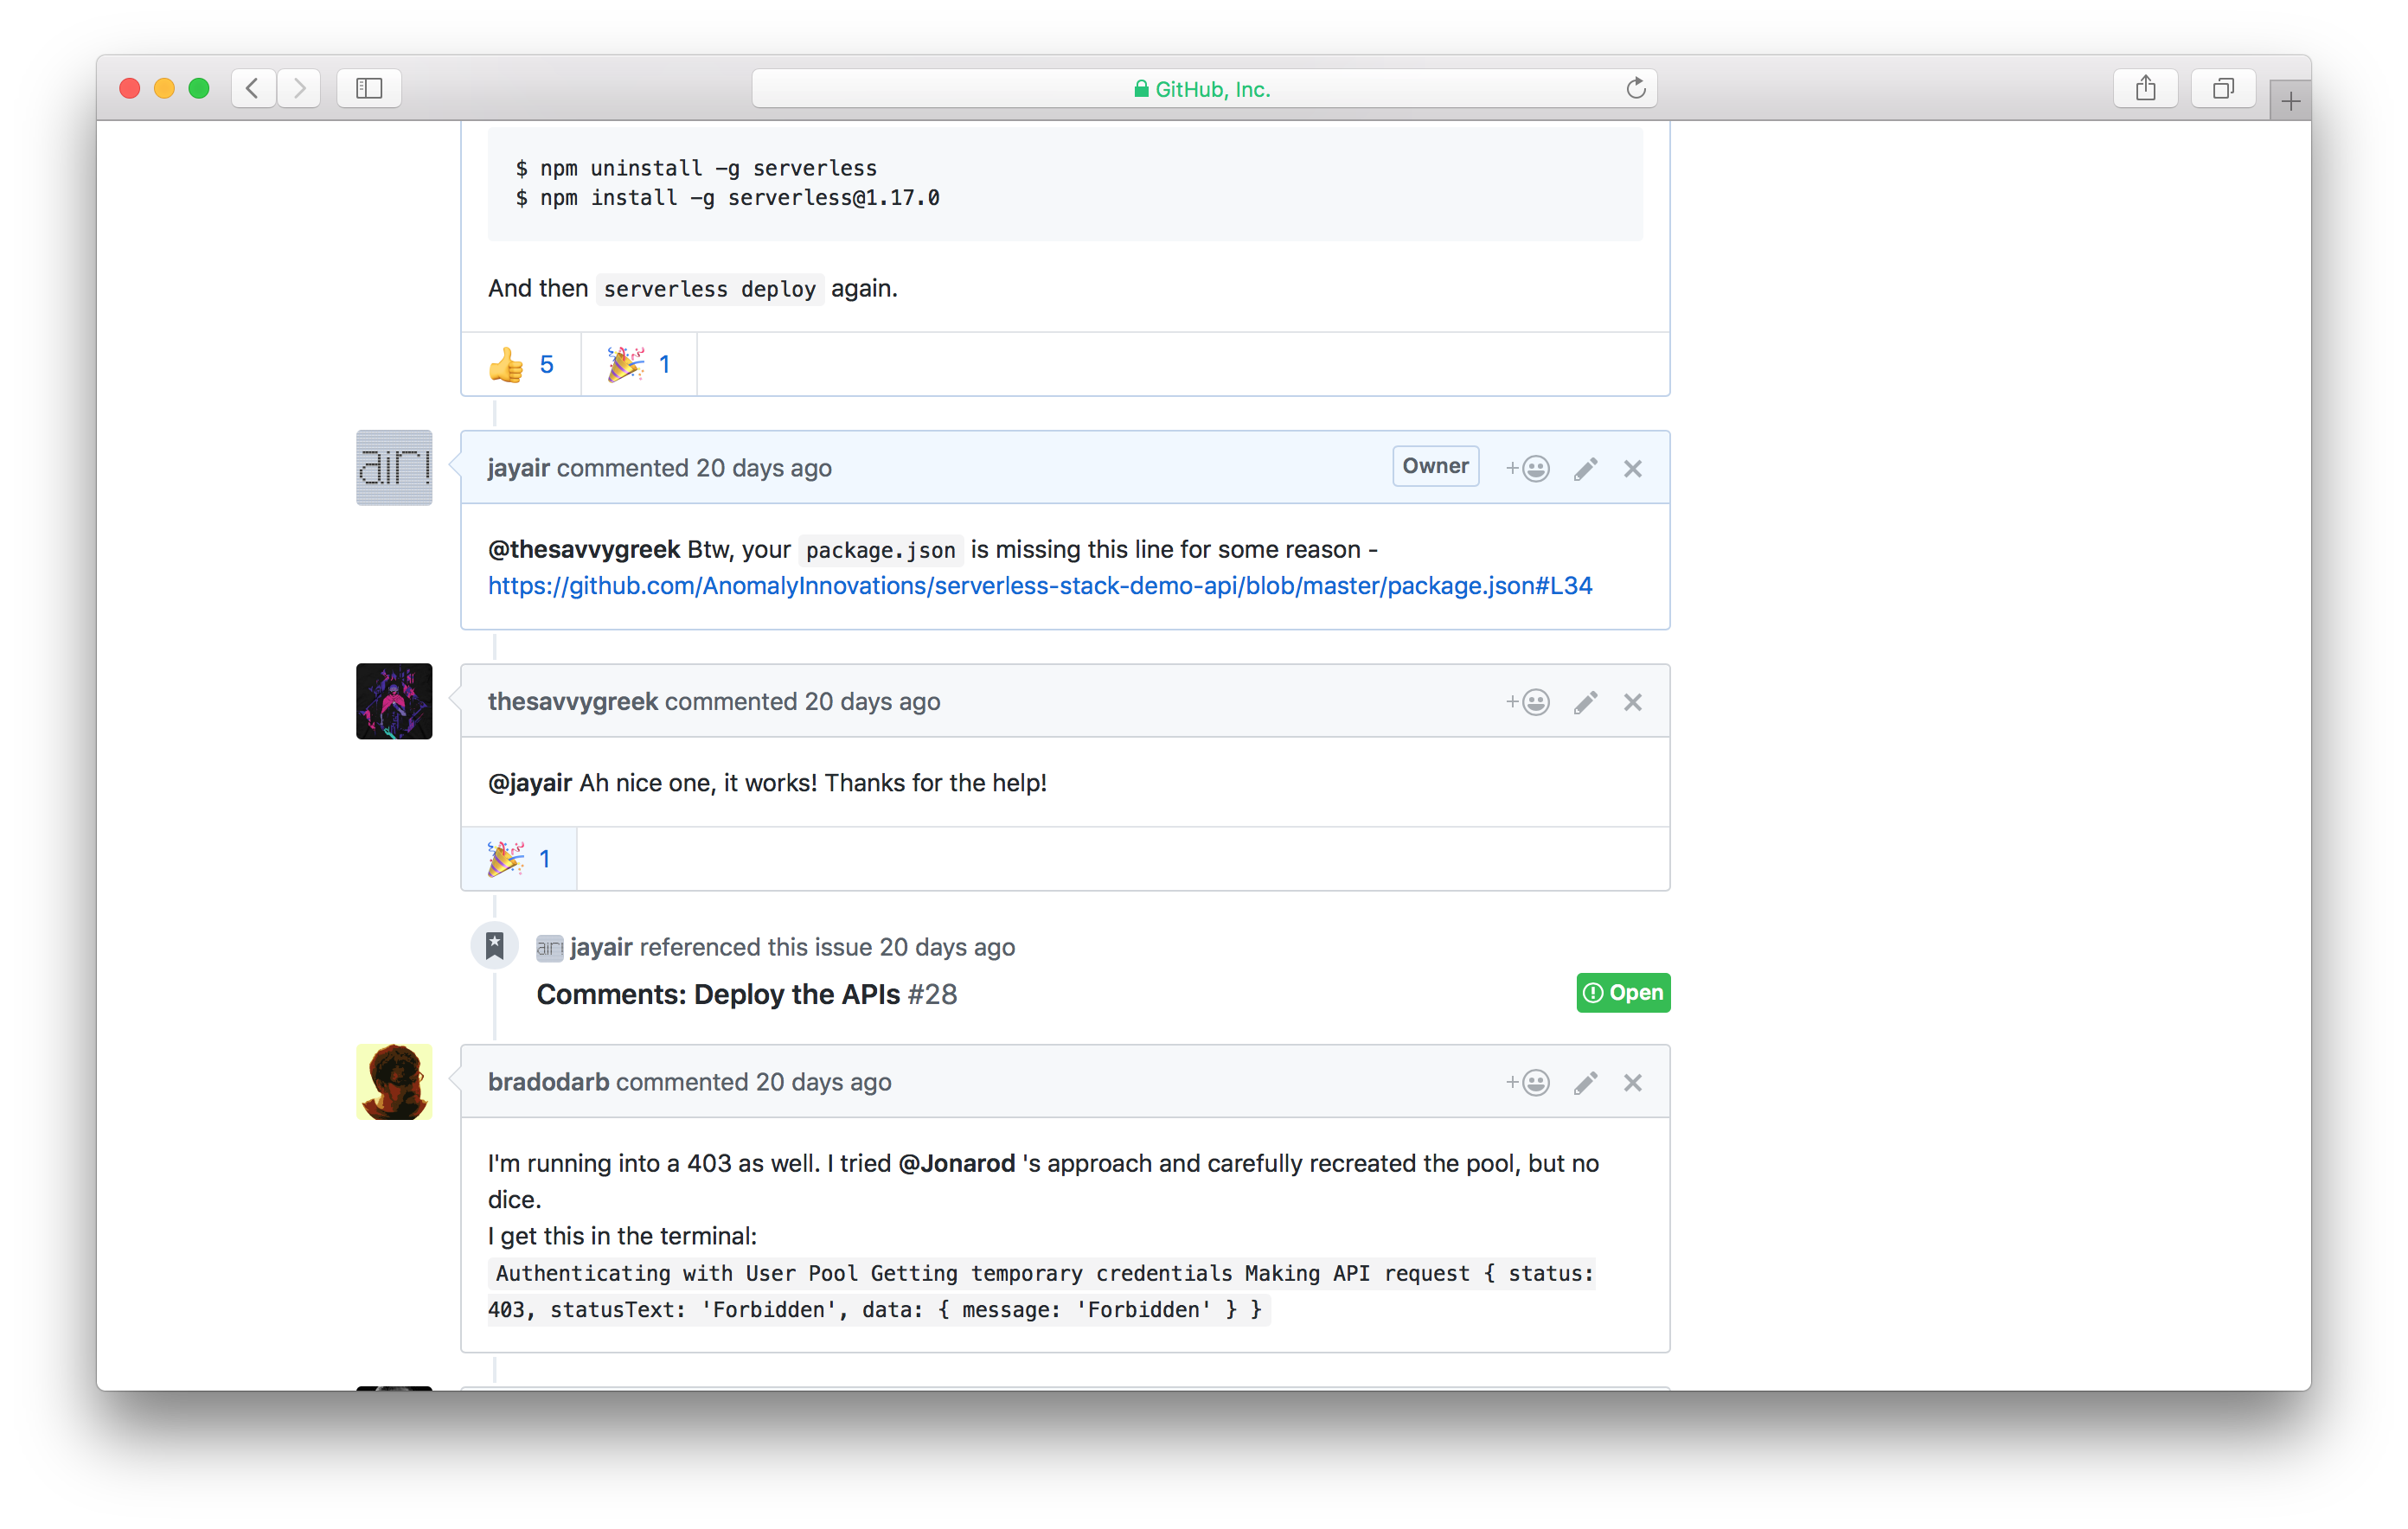 GitHub, Inc.
$ npm uninstall -g serverless
$ npm install -g serverless@1.17.0
And then serverless deploy again.
5 1
jayair commented 20 days ago Owner
@thesavvygreek Btw, your package.json is missing this line for some reason -
https://github.com/AnomalyInnovations/serverless-stack-demo-api/blob/master/package.json#L34
thesavvygreek commented 20 days ago
@jayair Ah nice one, it works! Thanks for the help!
1
jayair referenced this issue 20 days ago
Comments: Deploy the APIs #28 Open
bradodarb commented 20 days ago
I'm running into a 403 as well. I tried @Jonarod 's approach and carefully recreated the pool, but no
dice.
I get this in the terminal:
Authenticating with User Pool Getting temporary credentials Making API request { status:
403, statusText: 'Forbidden', data: { message: 'Forbidden' } }